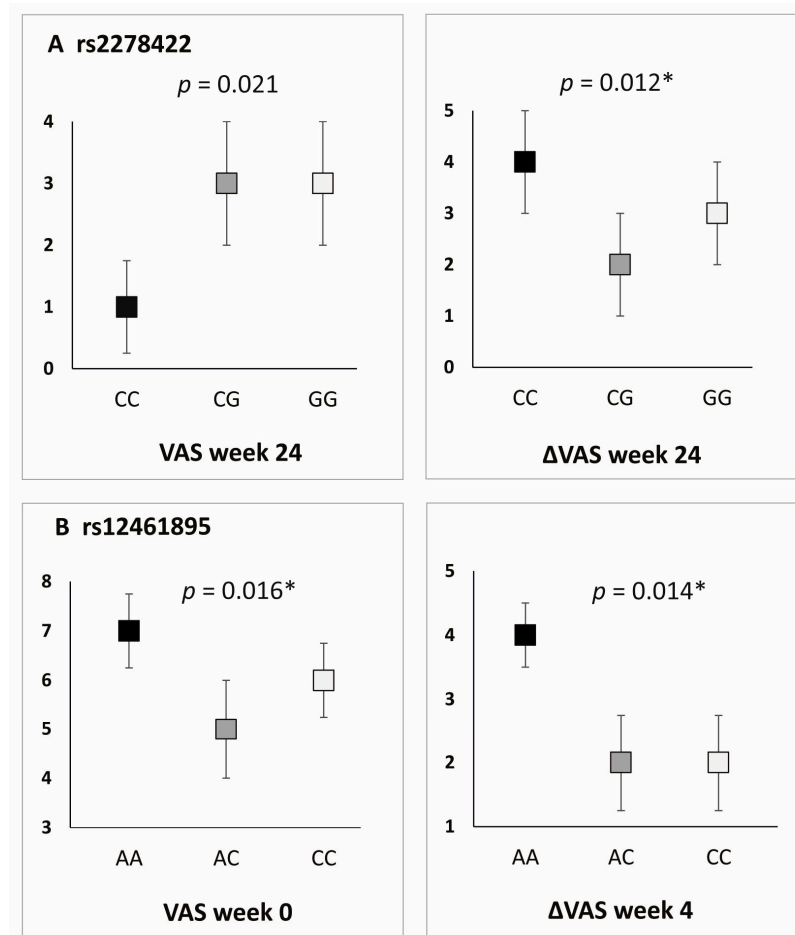 A rs2278422
p = 0.021
4
3
2
1
0
CC CG GG
VAS week 24
p = 0.012*
5
4
3
2
1
0
CC CG GG
ΔVAS week 24
B rs12461895
p = 0.016*
8
7
6
5
4
3
AA AC CC
VAS week 0
p = 0.014*
5
4
3
2
1
AA AC CC
ΔVAS week 4